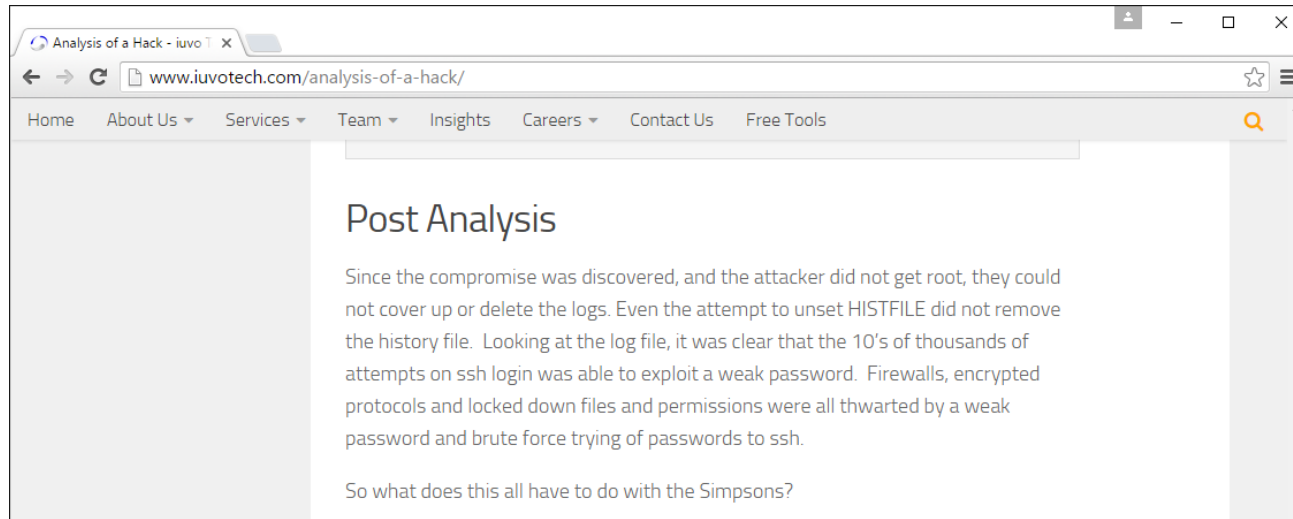 Analysis of a Hack - iuvo T
www.iuvotech.com/analysis-of-a-hack/
Home About Us Services Team Insights Careers Contact Us Free Tools
Post Analysis
Since the compromise was discovered, and the attacker did not get root, they could
not cover up or delete the logs. Even the attempt to unset HISTFILE did not remove
the history file. Looking at the log file, it was clear that the 10's of thousands of
attempts on ssh login was able to exploit a weak password. Firewalls, encrypted
protocols and locked down files and permissions were all thwarted by a weak
password and brute force trying of passwords to ssh.
So what does this all have to do with the Simpsons?